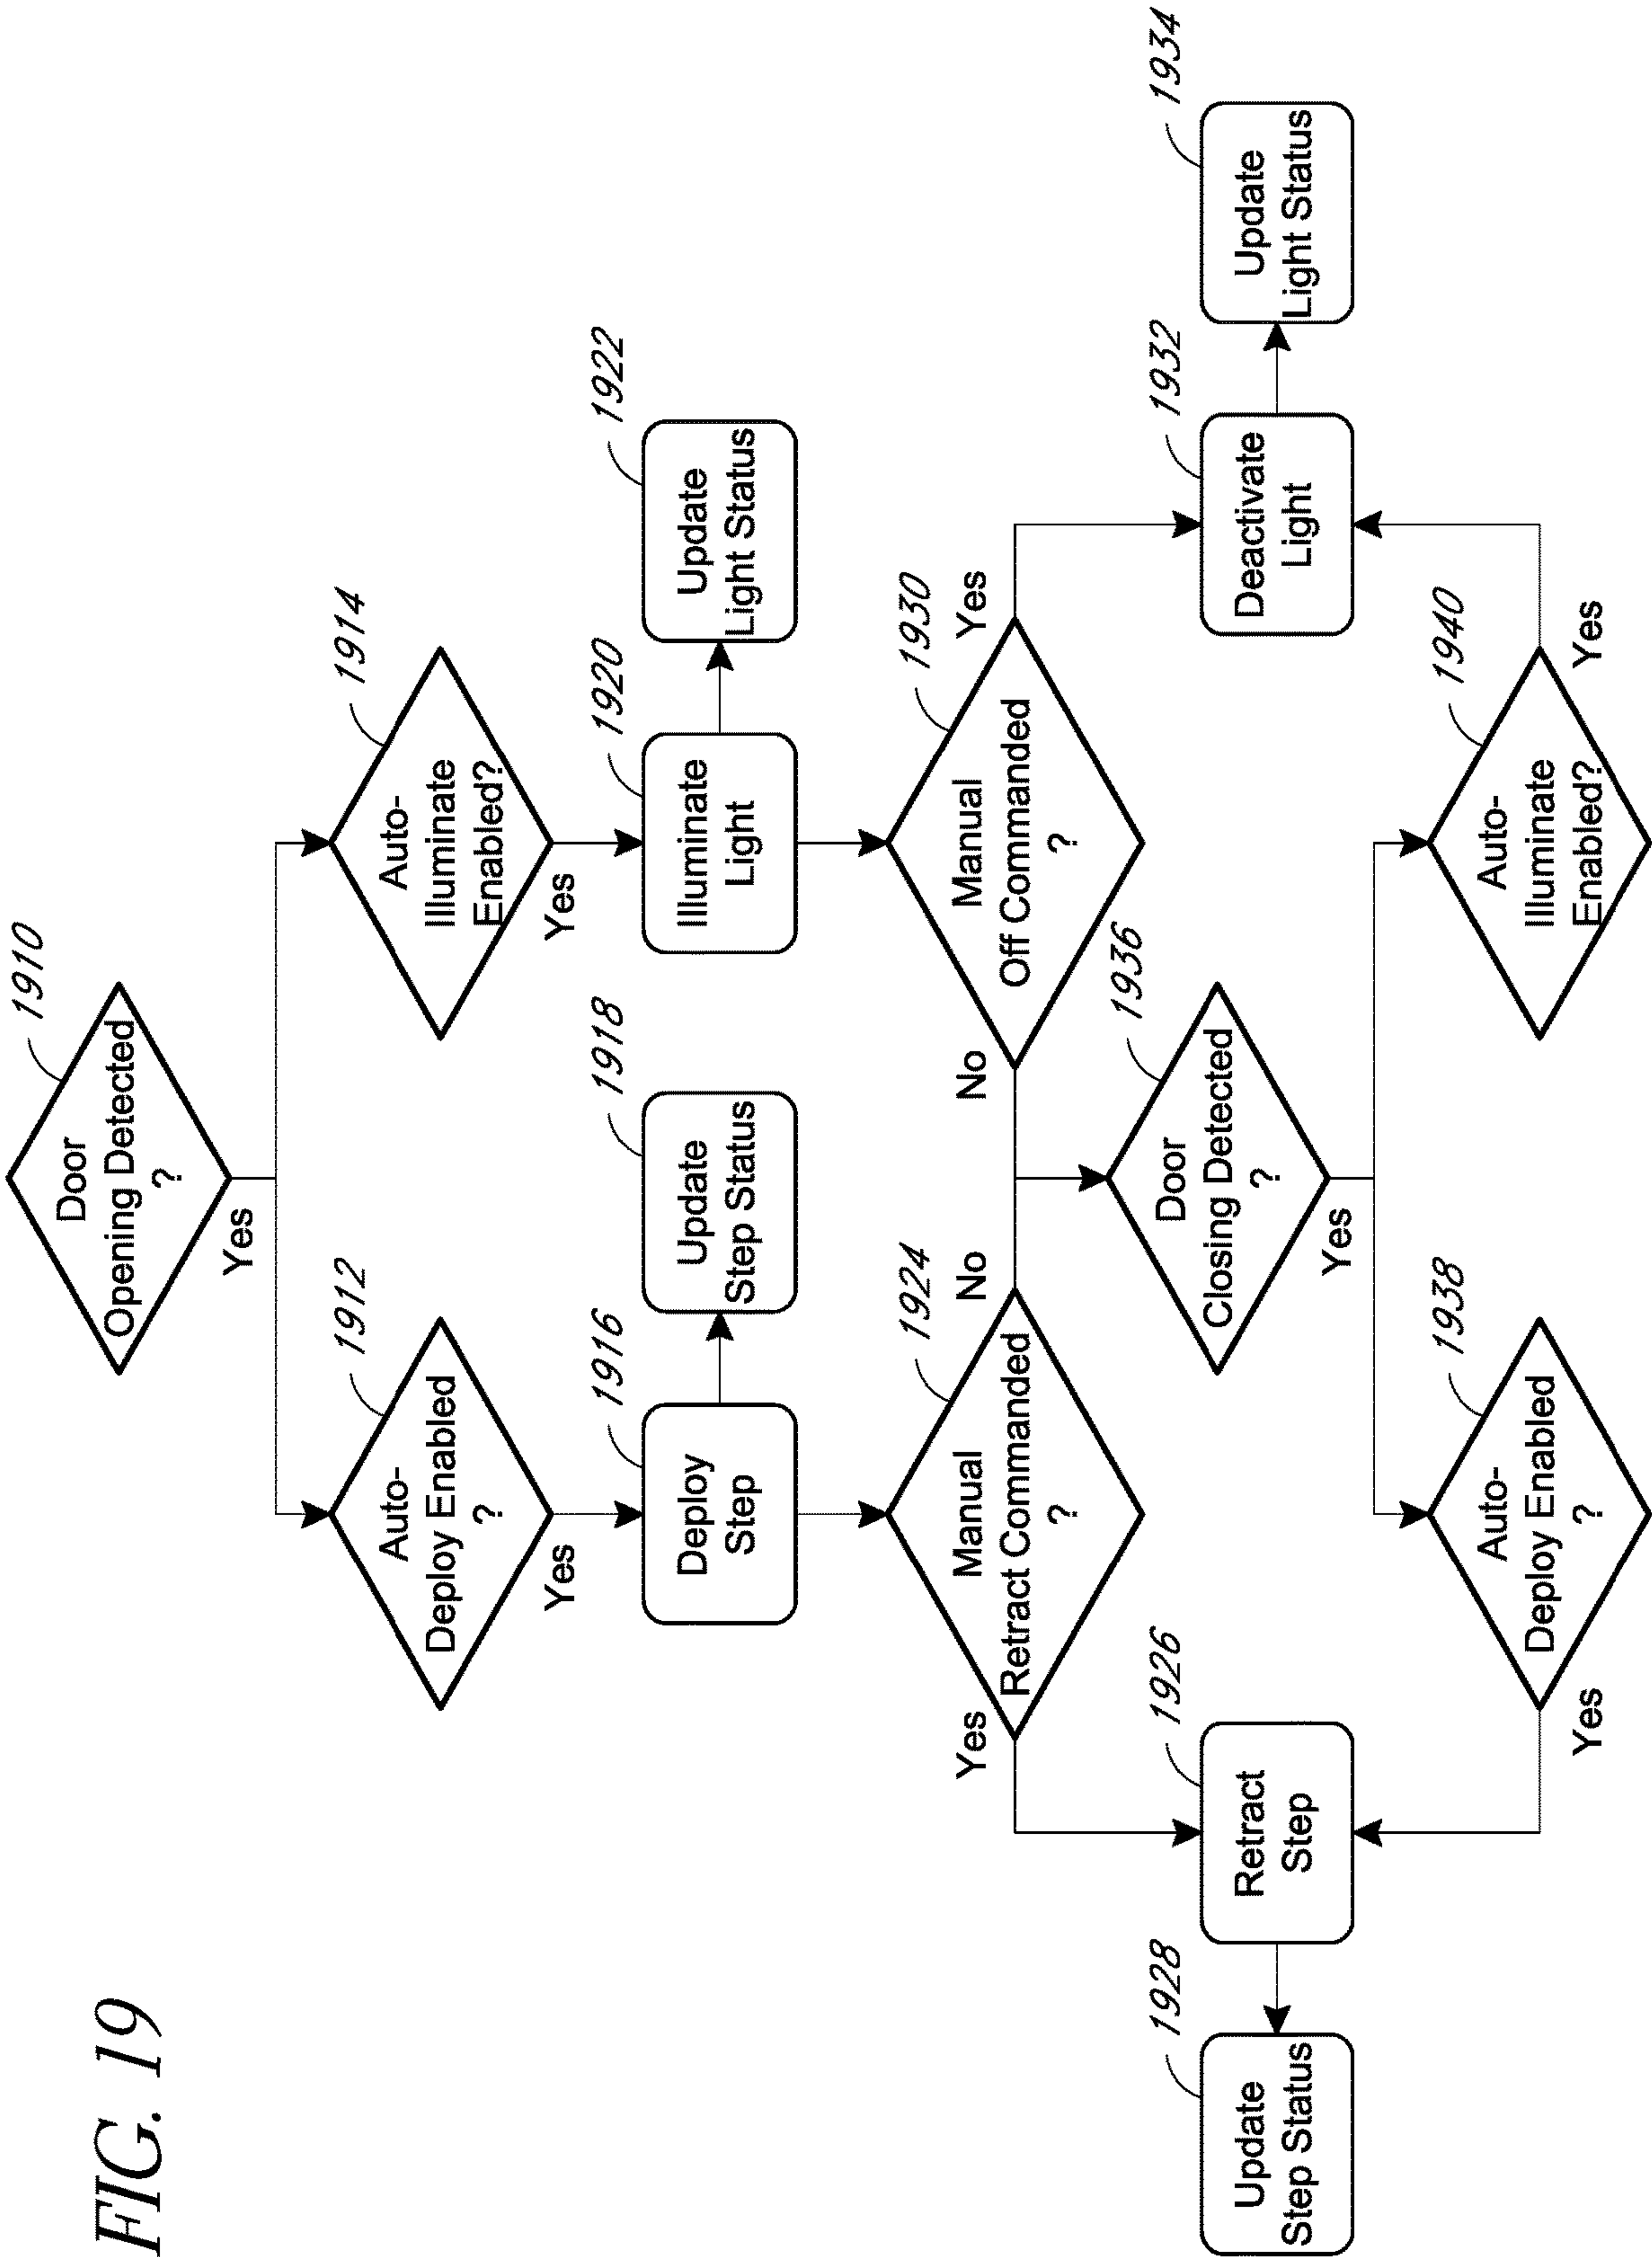 FIG. 19
1910
Door
Opening Detected
?
Yes
1912
Auto-
Deploy Enabled
?
Yes
1914
Auto-
Illuminate
Enabled?
Yes
1916
Deploy
Step
1918
Update
Step Status
1920
Illuminate
Light
1922
Update
Light Status
1924
Manual
Retract Commanded
?
Yes
No
1930
Manual
Off Commanded
?
No
Yes
1928
Update
Step Status
1926
Retract
Step
1936
Door
Closing Detected
?
Yes
1932
Deactivate
Light
1934
Update
Light Status
1938
Auto-
Deploy Enabled
?
Yes
1940
Auto-
Illuminate
Enabled?
Yes